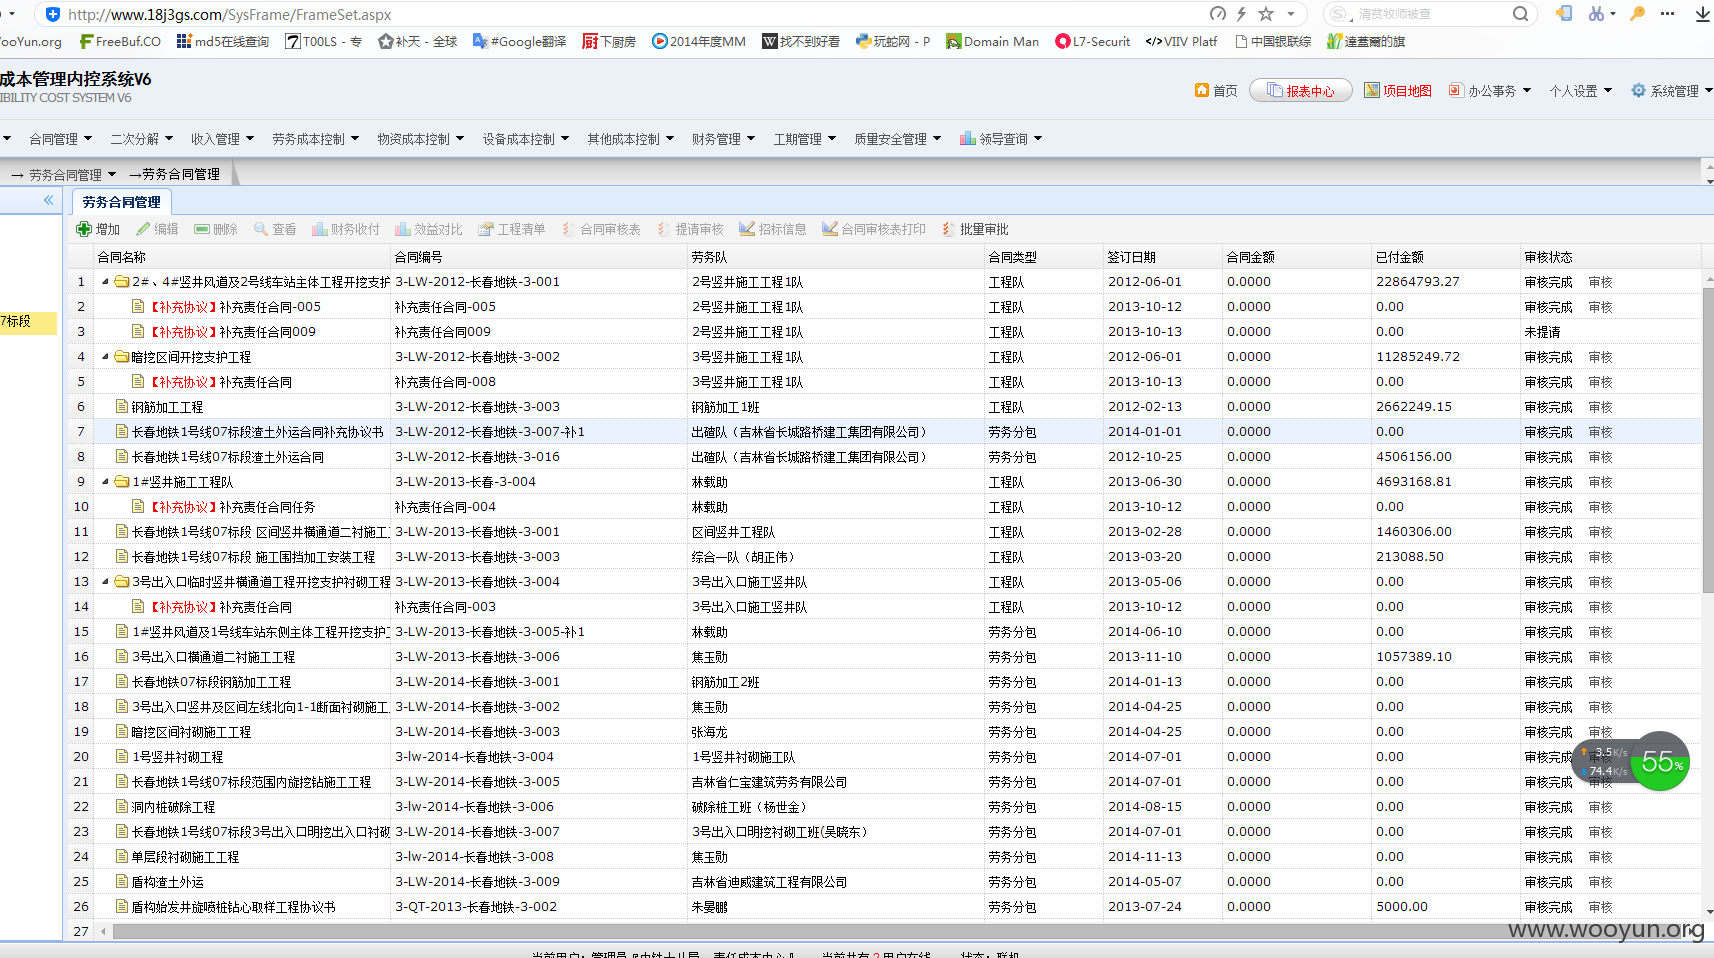 http://www.18j3gs.com/SysFrame/FrameSet.aspx
清贫牧师被查
ooYun.org FreeBuf.CO md5在线查询 T00LS - 专 补天 - 全球 #Google翻译 下厨房 2014年度MM 找不到好看 玩蛇网 - P Domain Man L7-Securit VIIV Platf 中国银联综 達蓋爾的旗
成本管理内控系统V6
IBILITY COST SYSTEM V6
首页 报表中心 项目地图 办公事务 个人设置 系统管理
合同管理 二次分解 收入管理 劳务成本控制 物资成本控制 设备成本控制 其他成本控制 财务管理 工期管理 质量安全管理 领导查询
→ 劳务合同管理 →劳务合同管理
劳务合同管理
增加 编辑 删除 查看 财务收付 效益对比 工程清单 合同审核表 提请审核 招标信息 合同审核表打印 批量审批
7标段
合同名称 合同编号 劳务队 合同类型 签订日期 合同金额 已付金额 审核状态
1 2#、4#竖井风道及2号线车站主体工程开挖支护 3-LW-2012-长春地铁-3-001 2号竖井施工工程1队 工程队 2012-06-01 0.0000 22864793.27 审核完成 审核
2 【补充协议】补充责任合同-005 补充责任合同-005 2号竖井施工工程1队 工程队 2013-10-12 0.0000 0.00 审核完成 审核
3 【补充协议】补充责任合同009 补充责任合同009 2号竖井施工工程1队 工程队 2013-10-13 0.0000 0.00 未提请
4 暗挖区间开挖支护工程 3-LW-2012-长春地铁-3-002 3号竖井施工工程1队 工程队 2012-06-01 0.0000 11285249.72 审核完成 审核
5 【补充协议】补充责任合同 补充责任合同-008 3号竖井施工工程1队 工程队 2013-10-13 0.0000 0.00 审核完成 审核
6 钢筋加工工程 3-LW-2012-长春地铁-3-003 钢筋加工1班 工程队 2012-02-13 0.0000 2662249.15 审核完成 审核
7 长春地铁1号线07标段渣土外运合同补充协议书 3-LW-2012-长春地铁-3-007-补1 出碴队（吉林省长城路桥建工集团有限公司） 劳务分包 2014-01-01 0.0000 0.00 审核完成 审核
8 长春地铁1号线07标段渣土外运合同 3-LW-2012-长春地铁-3-016 出碴队（吉林省长城路桥建工集团有限公司） 劳务分包 2012-10-25 0.0000 4506156.00 审核完成 审核
9 1#竖井施工工程队 3-LW-2013-长春-3-004 林载助 工程队 2013-06-30 0.0000 4693168.81 审核完成 审核
10 【补充协议】补充责任合同任务 补充责任合同-004 林载助 工程队 2013-10-12 0.0000 0.00 审核完成 审核
11 长春地铁1号线07标段 区间竖井横通道二衬施工 3-LW-2013-长春地铁-3-001 区间竖井工程队 工程队 2013-02-28 0.0000 1460306.00 审核完成 审核
12 长春地铁1号线07标段 施工围挡加工安装工程 3-LW-2013-长春地铁-3-003 综合一队（胡正伟） 工程队 2013-03-20 0.0000 213088.50 审核完成 审核
13 3号出入口临时竖井横通道工程开挖支护衬砌工程 3-LW-2013-长春地铁-3-004 3号出入口施工竖井队 工程队 2013-05-06 0.0000 0.00 审核完成 审核
14 【补充协议】补充责任合同 补充责任合同-003 3号出入口施工竖井队 工程队 2013-10-12 0.0000 0.00 审核完成 审核
15 1#竖井风道及1号线车站东侧主体工程开挖支护 3-LW-2013-长春地铁-3-005-补1 林载助 劳务分包 2014-06-10 0.0000 0.00 审核完成 审核
16 3号出入口横通道二衬施工工程 3-LW-2013-长春地铁-3-006 焦玉勋 劳务分包 2013-11-10 0.0000 1057389.10 审核完成 审核
17 长春地铁07标段钢筋加工工程 3-LW-2014-长春地铁-3-001 钢筋加工2班 劳务分包 2014-01-13 0.0000 0.00 审核完成 审核
18 3号出入口竖井及区间左线北向1-1断面衬砌施工 3-LW-2014-长春地铁-3-002 焦玉勋 劳务分包 2014-04-25 0.0000 0.00 审核完成 审核
19 暗挖区间衬砌施工工程 3-LW-2014-长春地铁-3-003 张海龙 劳务分包 2014-04-25 0.0000 0.00 审核完成 审核
20 1号竖井衬砌工程 3-lw-2014-长春地铁-3-004 1号竖井衬砌施工队 劳务分包 2014-07-01 0.0000 0.00 审核完成
21 长春地铁1号线07标段范围内旋挖钻施工工程 3-LW-2014-长春地铁-3-005 吉林省仁宝建筑劳务有限公司 劳务分包 2014-07-01 0.0000 0.00 审核完成 审核
22 洞内桩破除工程 3-lw-2014-长春地铁-3-006 破除桩工班（杨世金） 劳务分包 2014-08-15 0.0000 0.00 审核完成 审核
23 长春地铁1号线07标段3号出入口明挖出入口衬砌 3-LW-2014-长春地铁-3-007 3号出入口明挖衬砌工班(吴晓东） 劳务分包 2014-07-01 0.0000 0.00 审核完成 审核
24 单层段衬砌施工工程 3-lw-2014-长春地铁-3-008 焦玉勋 劳务分包 2014-11-13 0.0000 0.00 审核完成 审核
25 盾构渣土外运 3-LW-2014-长春地铁-3-009 吉林省迪威建筑工程有限公司 劳务分包 2014-05-07 0.0000 0.00 审核完成 审核
26 盾构始发井旋喷桩钻心取样工程协议书 3-QT-2013-长春地铁-3-002 朱晏鹏 劳务分包 2013-07-24 0.0000 5000.00 审核完成 审核
27
3.5K/s
74.4K/s
55%
www.wooyun.org
当前用户：管理员『中铁十八局 责任成本中心』 当前共有 2 用户在线 状态：联机